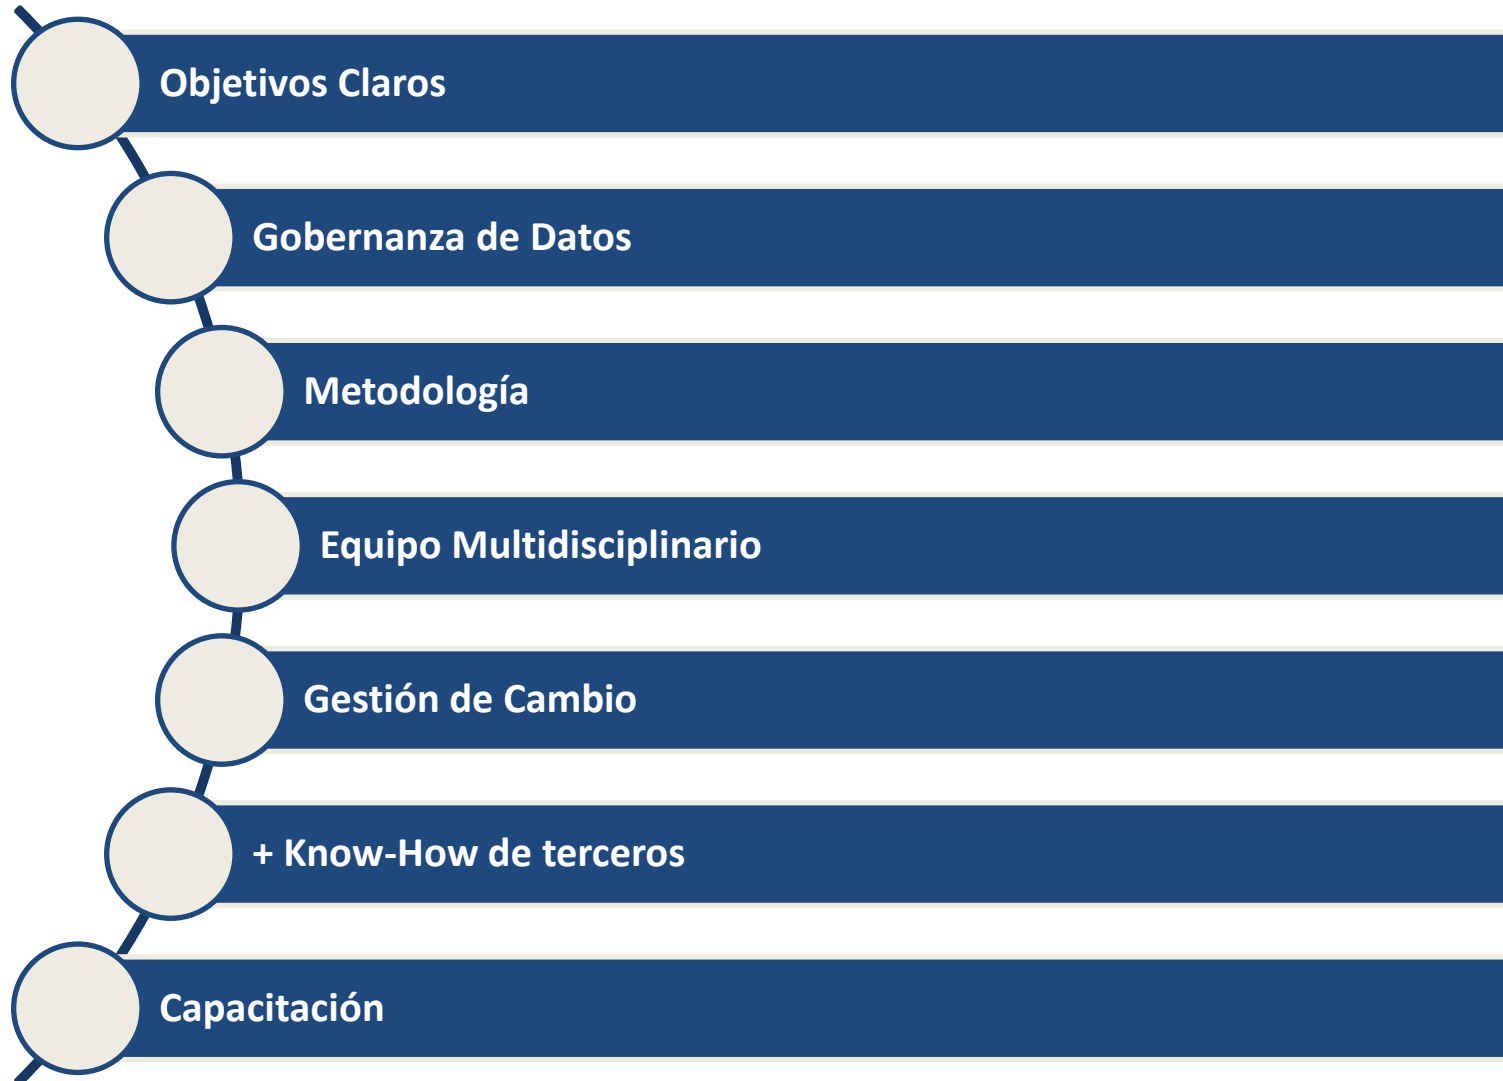 Objetivos Claros
Gobernanza de Datos
Metodología
Equipo Multidisciplinario
Gestión de Cambio
+ Know-How de terceros
Capacitación